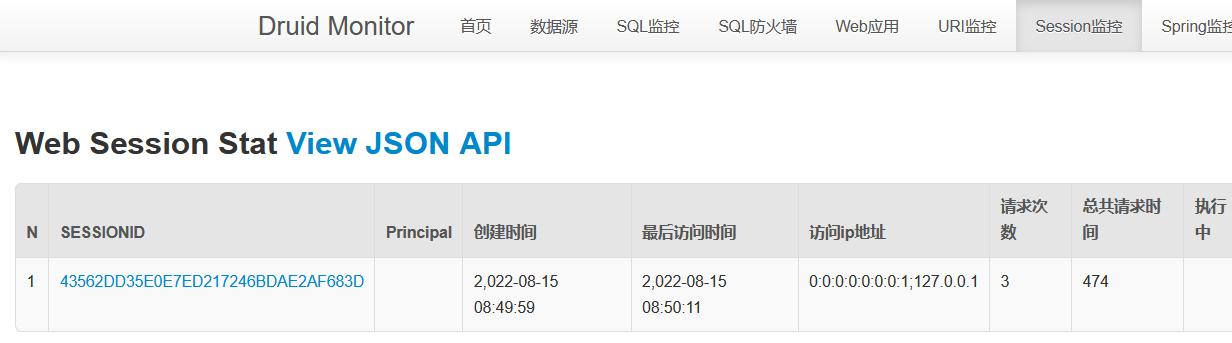 Druid Monitor 首页 数据源 SQL监控 SQL防火墙 Web应用 URI监控 Session监控 Spring监控
Web Session Stat View JSON API
N SESSIONID Principal 创建时间 最后访问时间 访问ip地址 请求次数 总共请求时间 执行中
1 43562DD35E0E7ED217246BDAE2AF683D 2,022-08-15 08:49:59 2,022-08-15 08:50:11 0:0:0:0:0:0:0:1;127.0.0.1 3 474